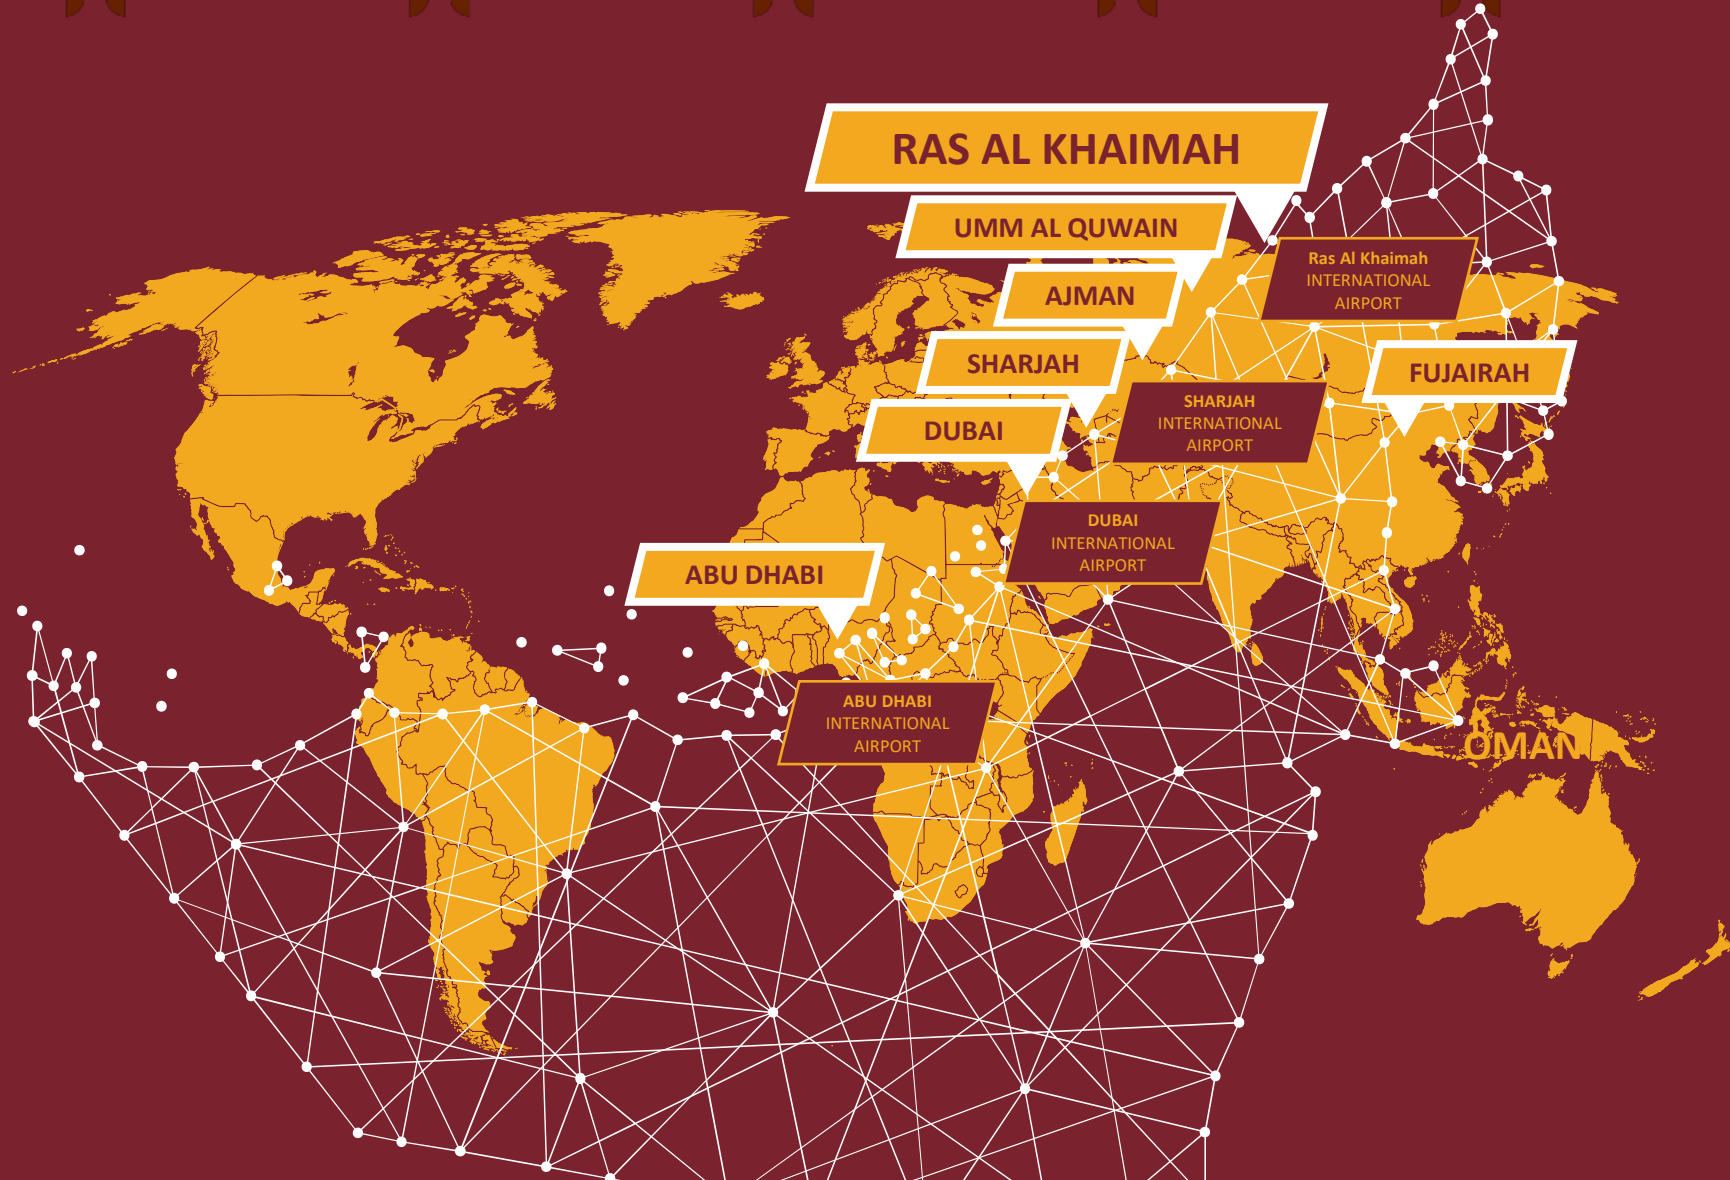 RAS AL KHAIMAH
UMM AL QUWAIN
Ras Al Khaimah
INTERNATIONAL
AIRPORT
AJMAN
SHARJAH
FUJAIRAH
SHARJAH
INTERNATIONAL
AIRPORT
DUBAI
DUBAI
INTERNATIONAL
AIRPORT
ABU DHABI
ABU DHABI
INTERNATIONAL
AIRPORT
OMAN